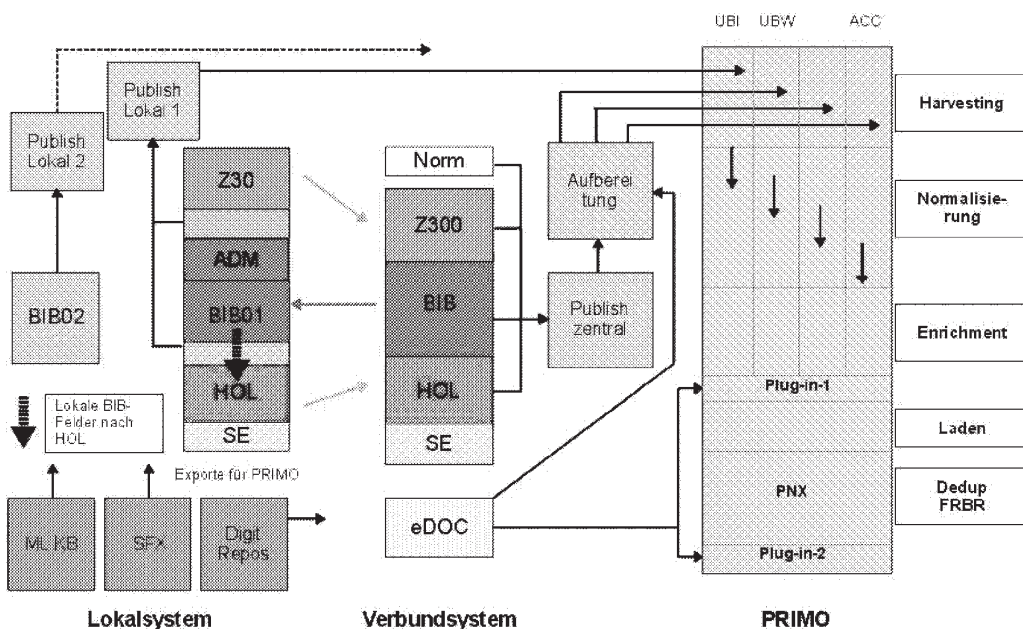 UBI UBW ACC
Publish
Lokal 1
Publish
Lokal 2
BIB02
Z30
ADM
BIB01
HOL
SE
Lokale BIB-
Felder nach
HOL
Exporte für PRIMO
ML KB
SFX
Digit
Repos
Norm
Z300
BIB
HOL
SE
eDOC
Aufberei
tung
Publish
zentral
Plug-in-1
PNX
Plug-in-2
Harvesting
Normalisie-
rung
Enrichment
Laden
Dedup
FRBR
Lokalsystem Verbundsystem PRIMO